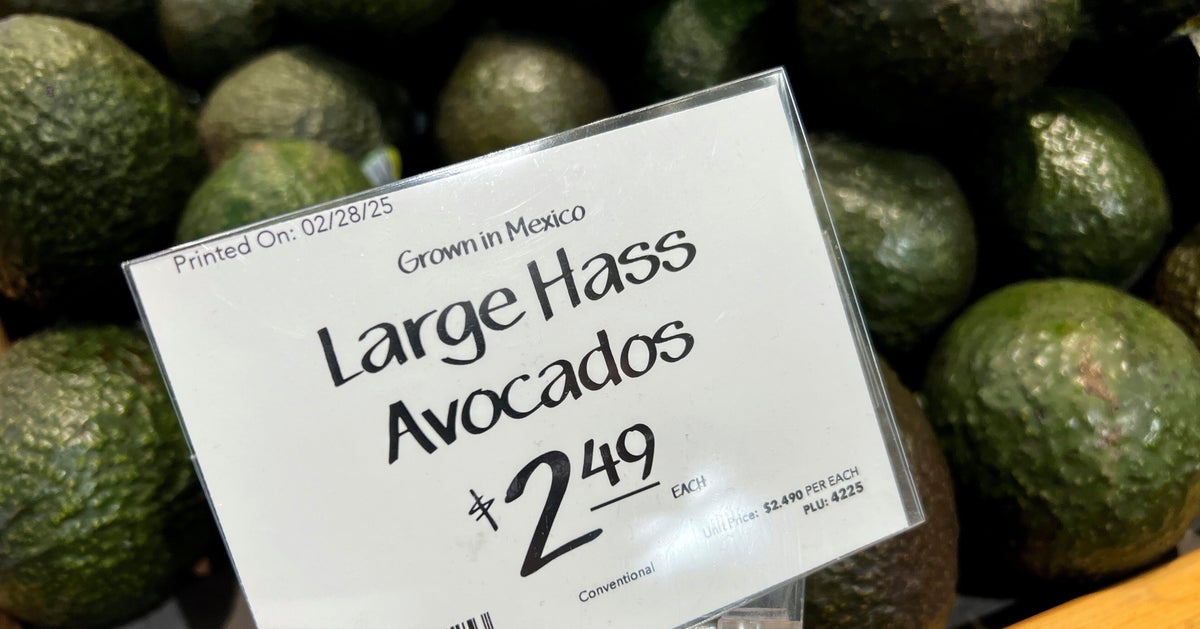 Printed On: 02/28/25
Grown in Mexico
Large Hass
Avocados
$2 49 EACH
Unit Price: $2.490 PER EACH
PLU: 4225
Conventional